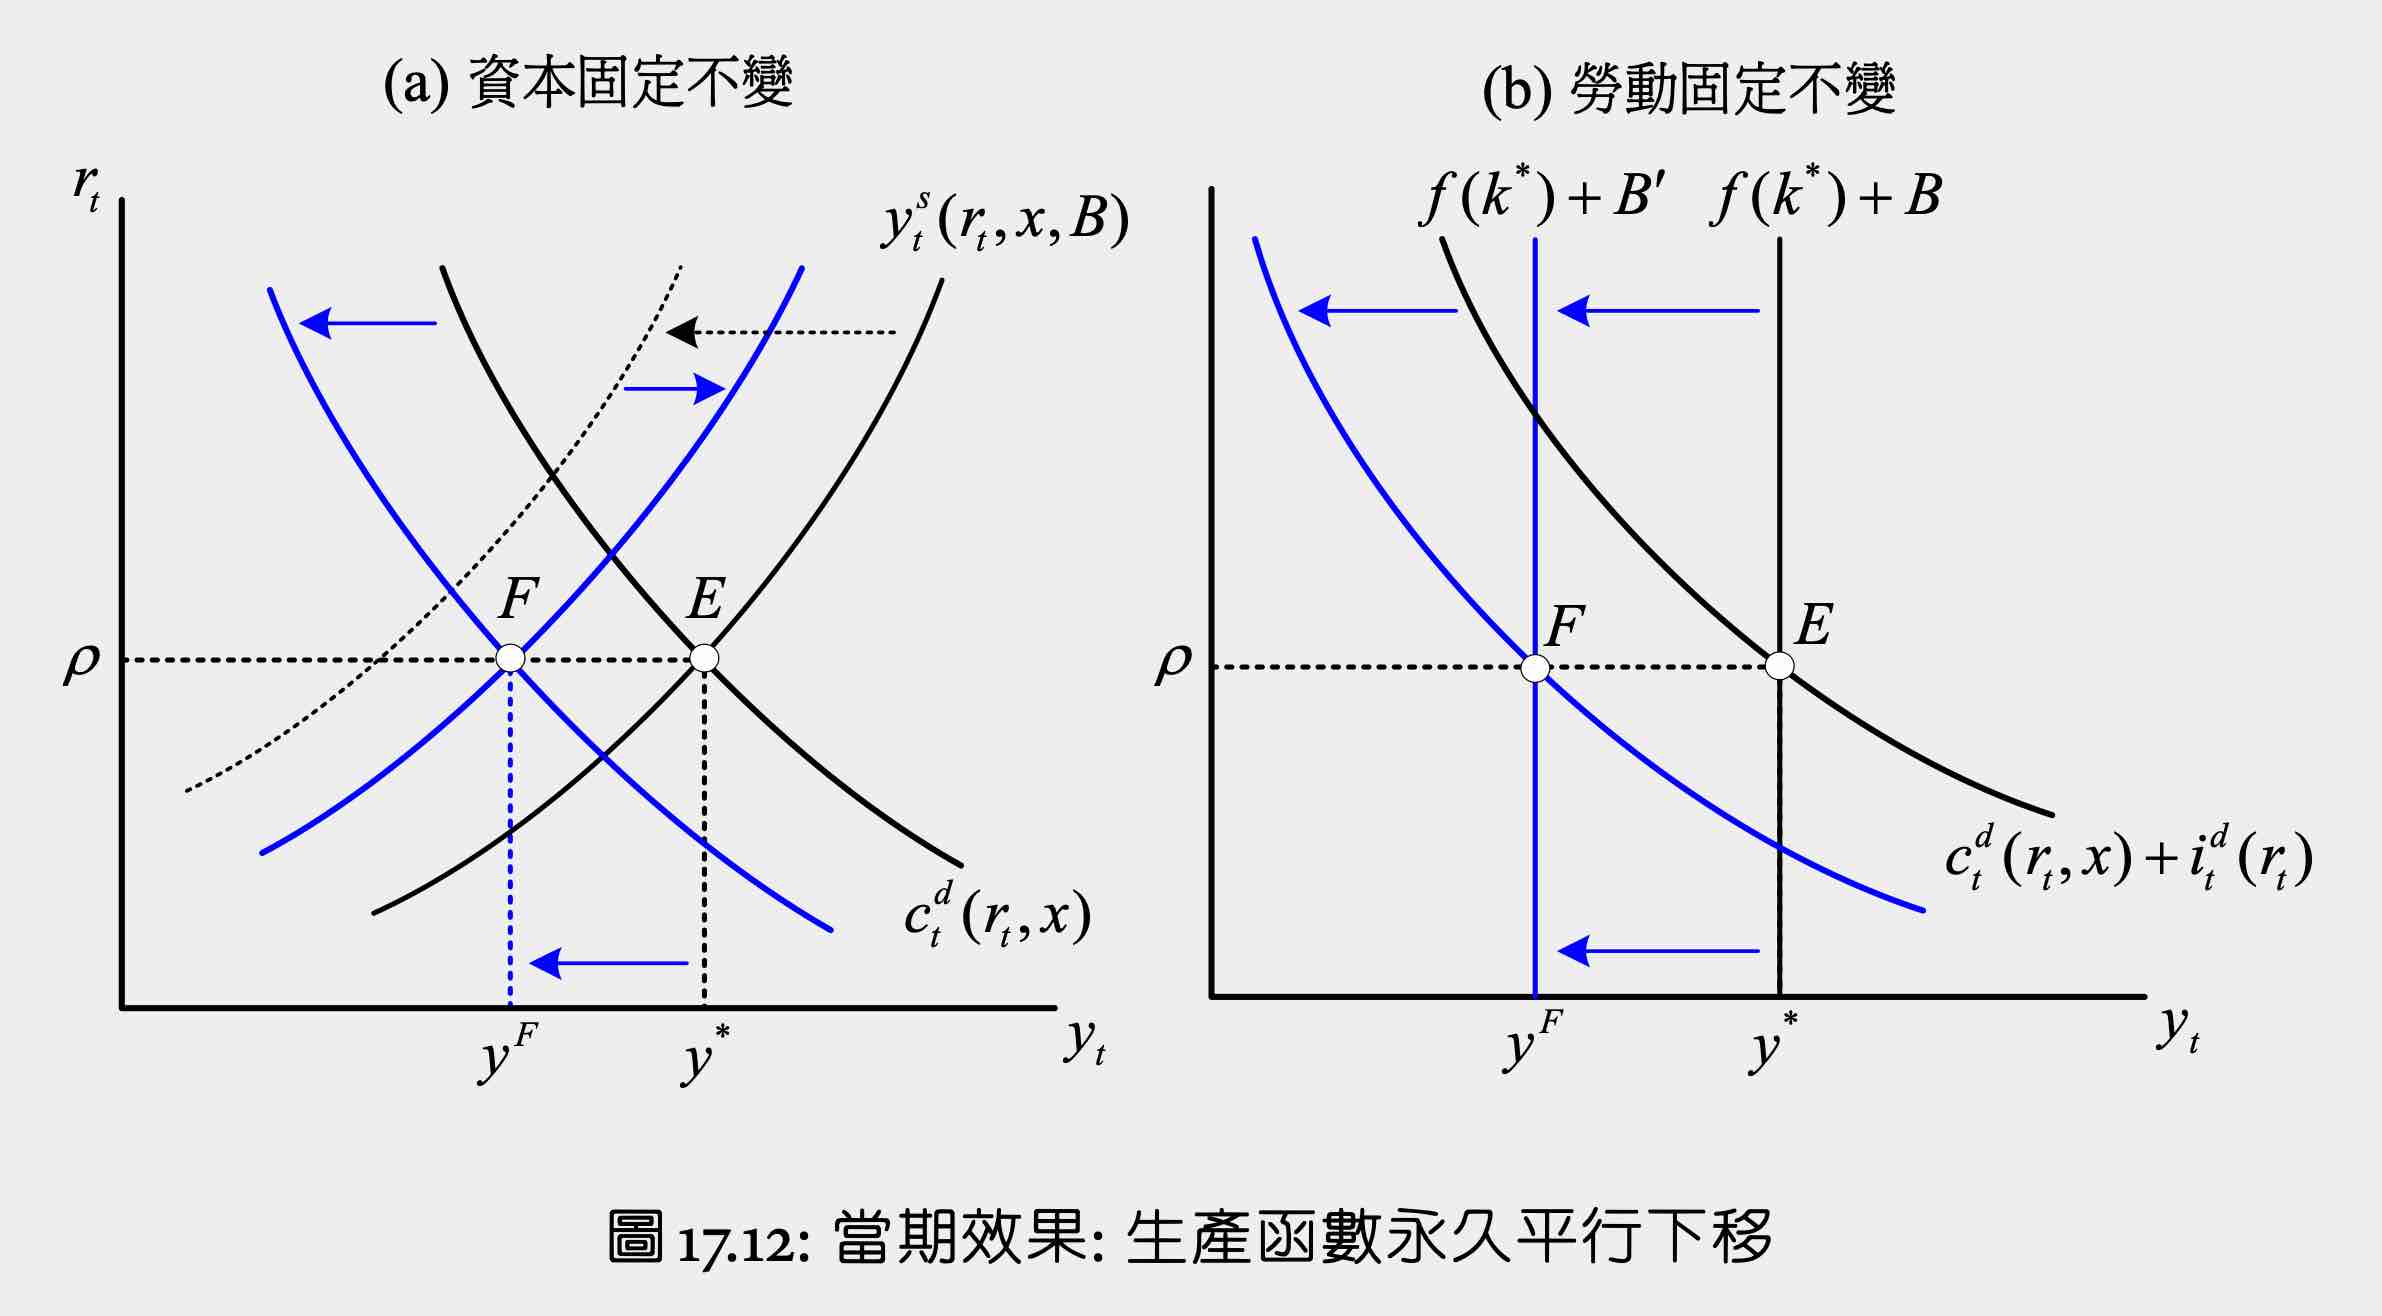 (a) 資本固定不變
(b) 勞動固定不變
r_t
y_t^s(r_t, x, B)
F
E
ρ
c_t^d(r_t, x)
y^F
y^*
y_t
f(k^*) + B′
f(k^*) + B
F
E
ρ
c_t^d(r_t, x) + i_t^d(r_t)
y^F
y^*
y_t
圖 17.12: 當期效果: 生產函數永久平行下移